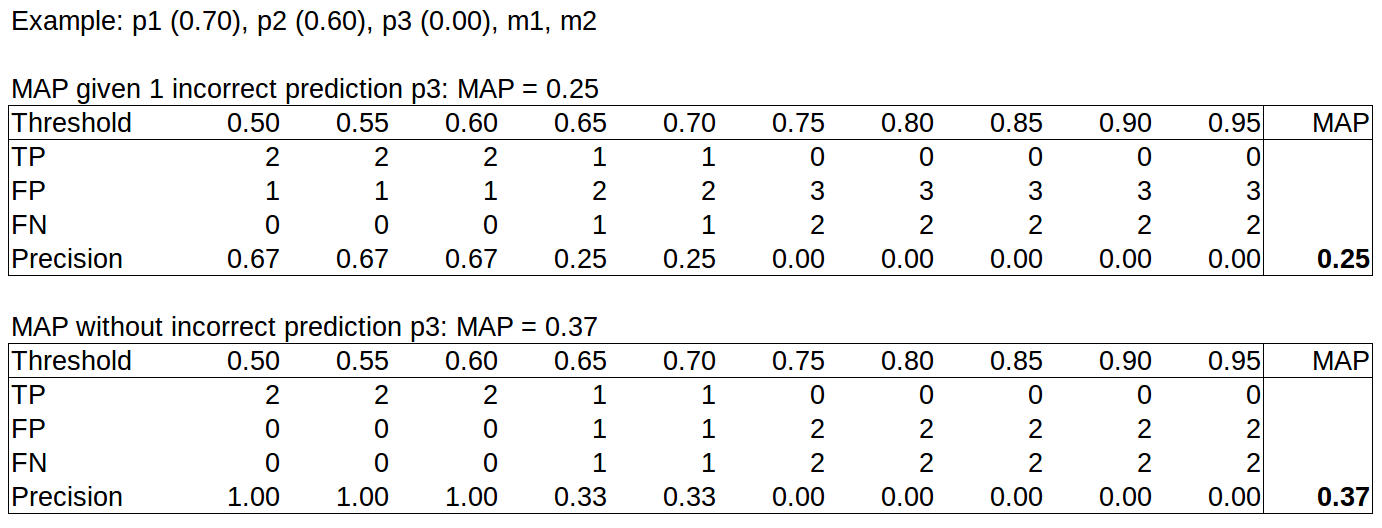 Example: p1 (0.70), p2 (0.60), p3 (0.00), m1, m2
MAP given 1 incorrect prediction p3: MAP = 0.25
Threshold 0.50 0.55 0.60 0.65 0.70 0.75 0.80 0.85 0.90 0.95 MAP
TP 2 2 2 1 1 0 0 0 0 0
FP 1 1 1 2 2 3 3 3 3 3
FN 0 0 0 1 1 2 2 2 2 2
Precision 0.67 0.67 0.67 0.25 0.25 0.00 0.00 0.00 0.00 0.00 0.25
MAP without incorrect prediction p3: MAP = 0.37
Threshold 0.50 0.55 0.60 0.65 0.70 0.75 0.80 0.85 0.90 0.95 MAP
TP 2 2 2 1 1 0 0 0 0 0
FP 0 0 0 1 1 2 2 2 2 2
FN 0 0 0 1 1 2 2 2 2 2
Precision 1.00 1.00 1.00 0.33 0.33 0.00 0.00 0.00 0.00 0.00 0.37